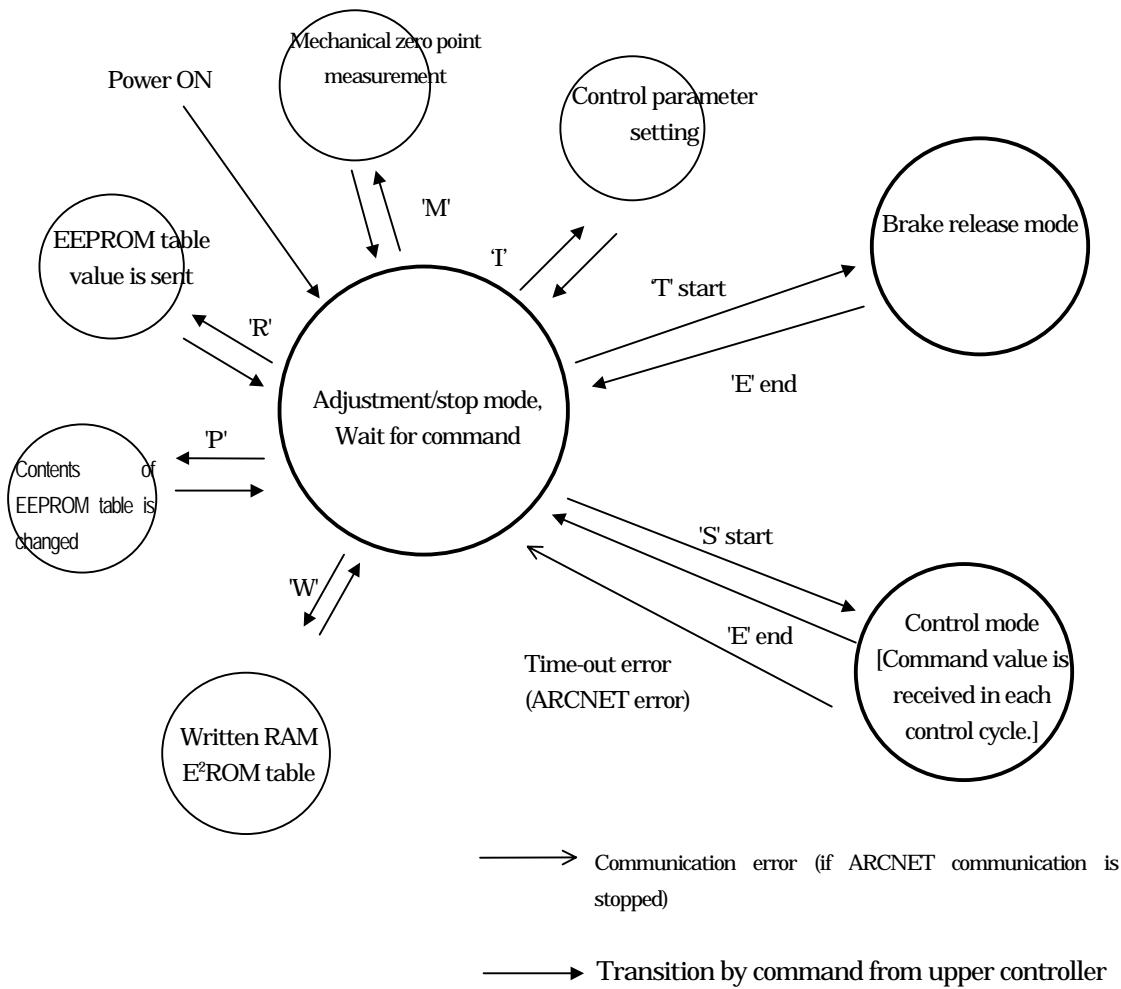 Mechanical zero point
measurement
Power ON
Control parameter
setting
'M'
EEPROM table
value is sent
'I'
Brake release mode
'R'
'T' start
'E' end
Adjustment/stop mode,
Wait for command
'P'
Contents of
EEPROM table is
changed
'S' start
'W'
'E' end
Time-out error
(ARCNET error)
Control mode
[Command value is
received in each
control cycle.]
Written RAM
E²ROM table
Communication error (if ARCNET communication is
stopped)
Transition by command from upper controller